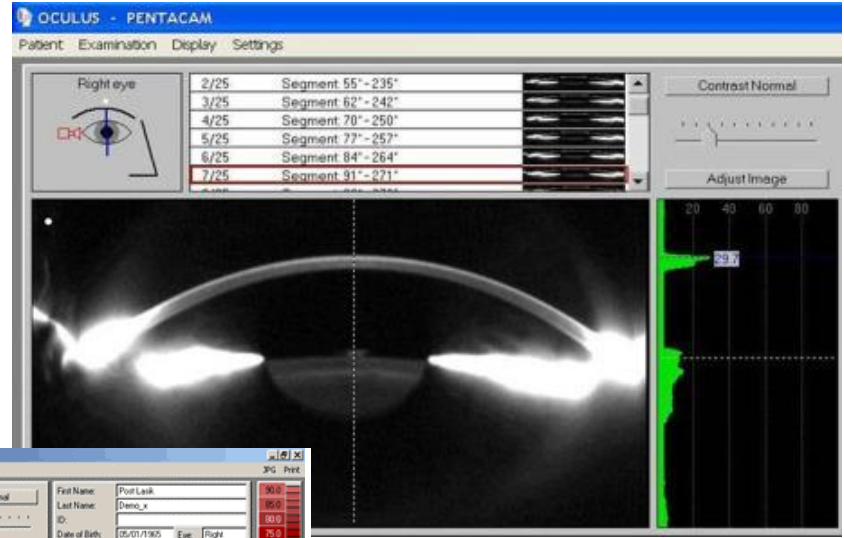 OCULUS - PENTACAM
Patient Examination Display Settings
Right eye
2/25 Segment: 55°-235°
3/25 Segment: 62°-242°
4/25 Segment: 70°-250°
5/25 Segment: 77°-257°
6/25 Segment: 84°-264°
7/25 Segment: 91°-271°
Contrast Normal
Adjust Image
20 40 60 80
29.7
JPG Print
First Name: Post Lasik
Last Name: Demo_x
ID:
Date of Birth: 05/01/1965 Eye: Right
90.0
85.0
80.0
75.0